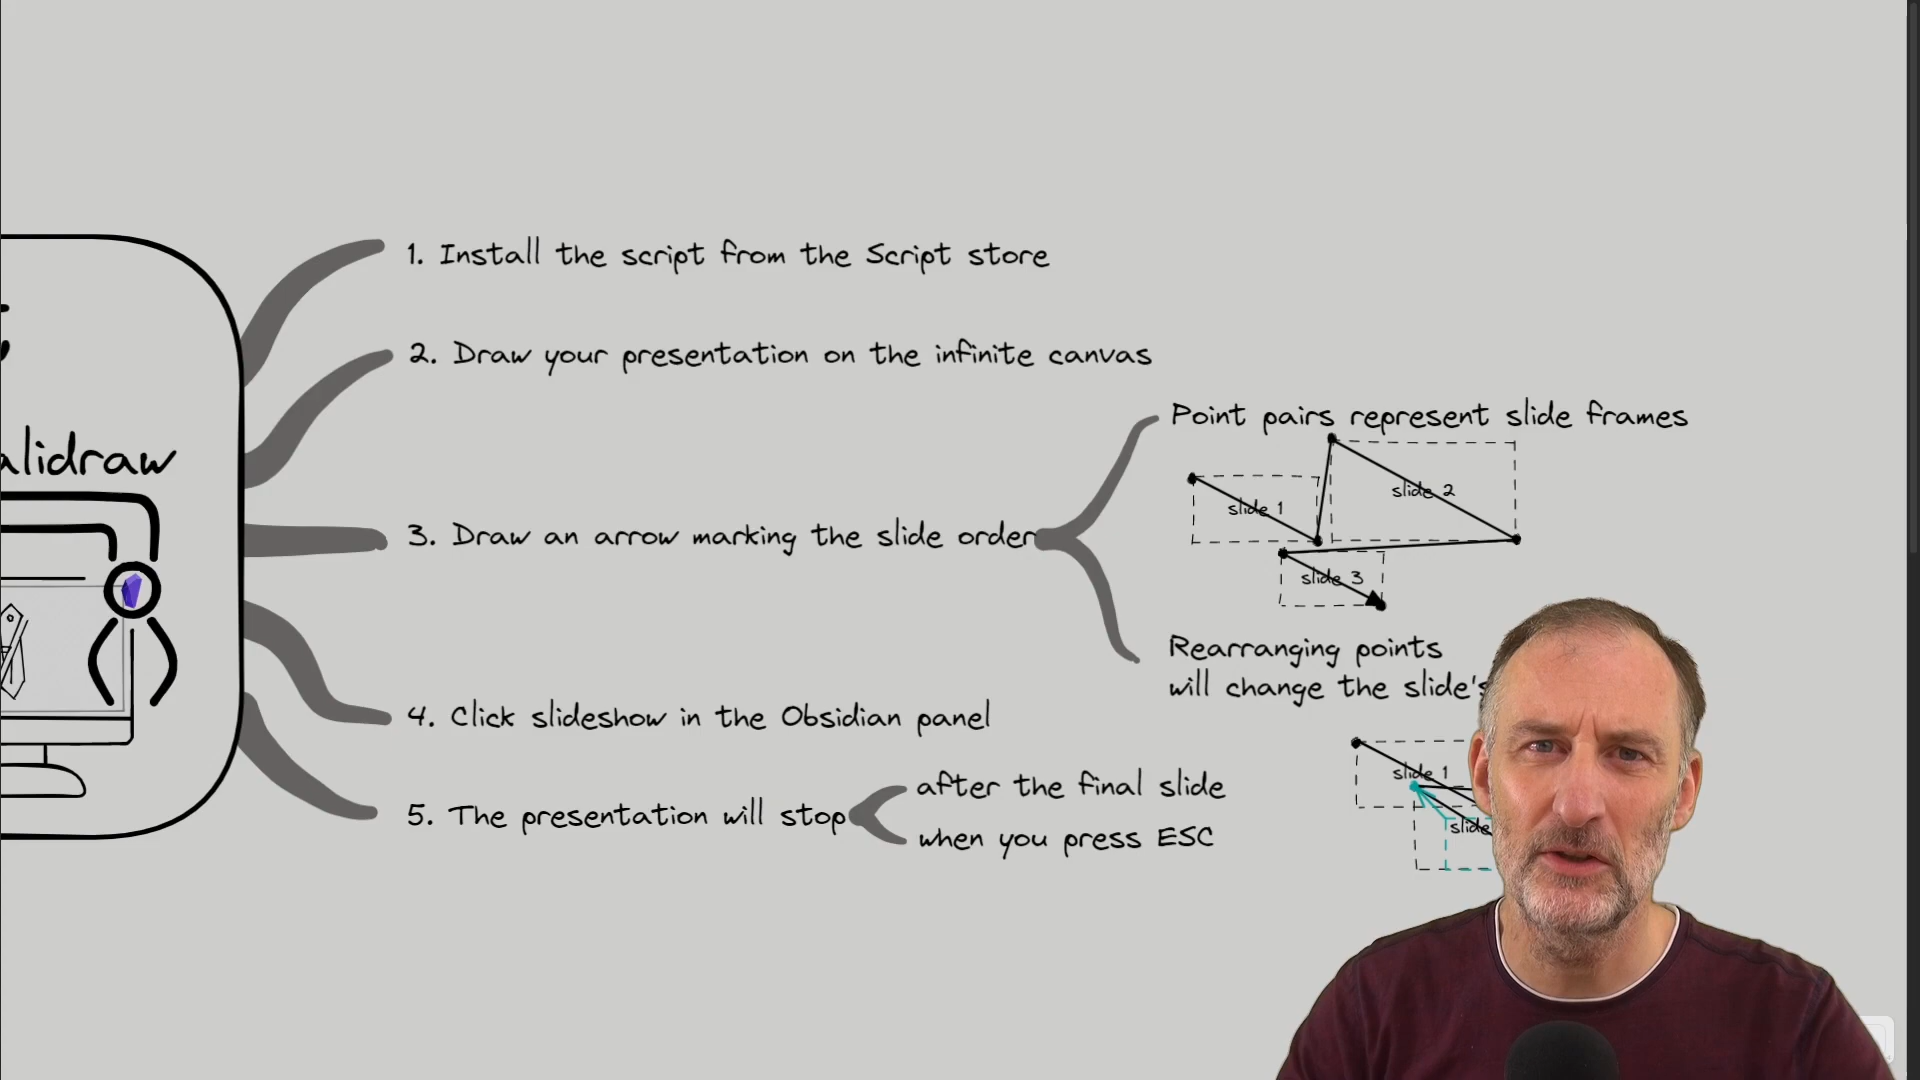 alidraw
1. Install the script from the Script store
2. Draw your presentation on the infinite canvas
3. Draw an arrow marking the slide order
Point pairs represent slide frames
slide 1
slide 2
slide 3
Rearranging points
will change the slide's
slide 1
slide
4. Click slideshow in the Obsidian panel
5. The presentation will stop
after the final slide
when you press ESC